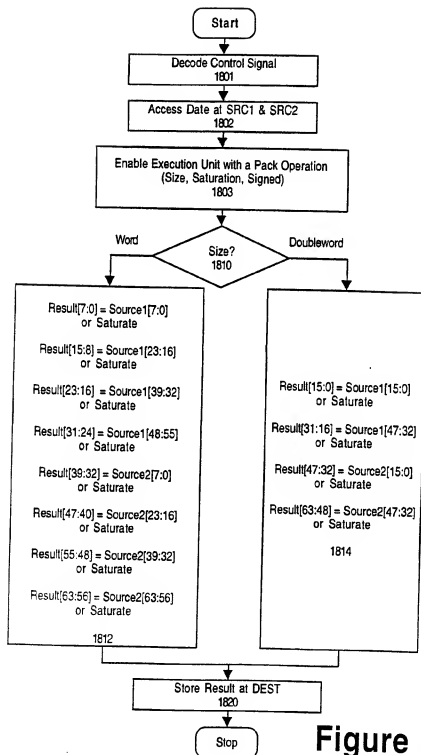 Start
Decode Control Signal
1801
Access Date at SRC1 & SRC2
1802
Enable Execution Unit with a Pack Operation
(Size, Saturation, Signed)
1803
Word
Size?
1810
Doubleword
Result[7:0] = Source1[7:0]
or Saturate
Result[15:8] = Source1[23:16]
or Saturate
Result[23:16] = Source1[39:32]
or Saturate
Result[31:24] = Source1[48:55]
or Saturate
Result[39:32] = Source2[7:0]
or Saturate
Result[47:40] = Source2[23:16]
or Saturate
Result[55:48] = Source2[39:32]
or Saturate
Result[63:56] = Source2[63:56]
or Saturate
1812
Result[15:0] = Source1[15:0]
or Saturate
Result[31:16] = Source1[47:32]
or Saturate
Result[47:32] = Source2[15:0]
or Saturate
Result[63:48] = Source2[47:32]
or Saturate
1814
Store Result at DEST
1820
Stop
Figure